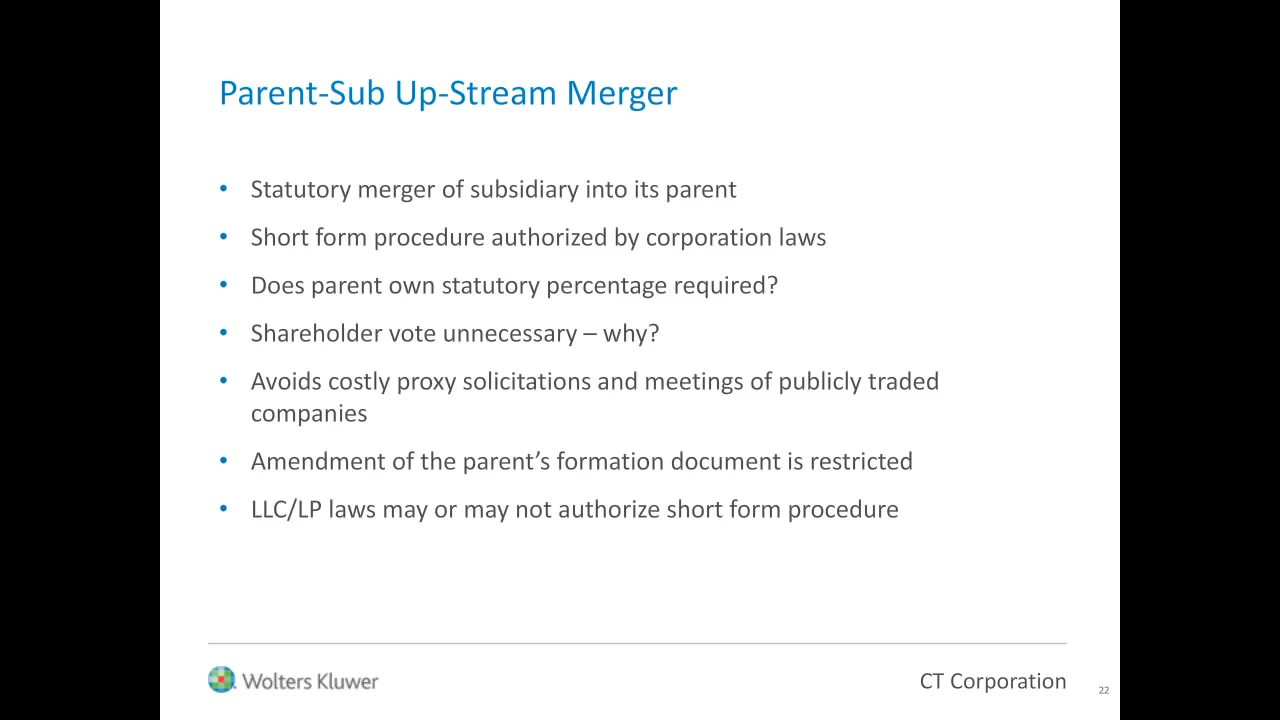 Parent-Sub Up-Stream Merger
• Statutory merger of subsidiary into its parent
• Short form procedure authorized by corporation laws
• Does parent own statutory percentage required?
• Shareholder vote unnecessary – why?
• Avoids costly proxy solicitations and meetings of publicly traded
companies
• Amendment of the parent’s formation document is restricted
• LLC/LP laws may or may not authorize short form procedure
Wolters Kluwer
CT Corporation
22